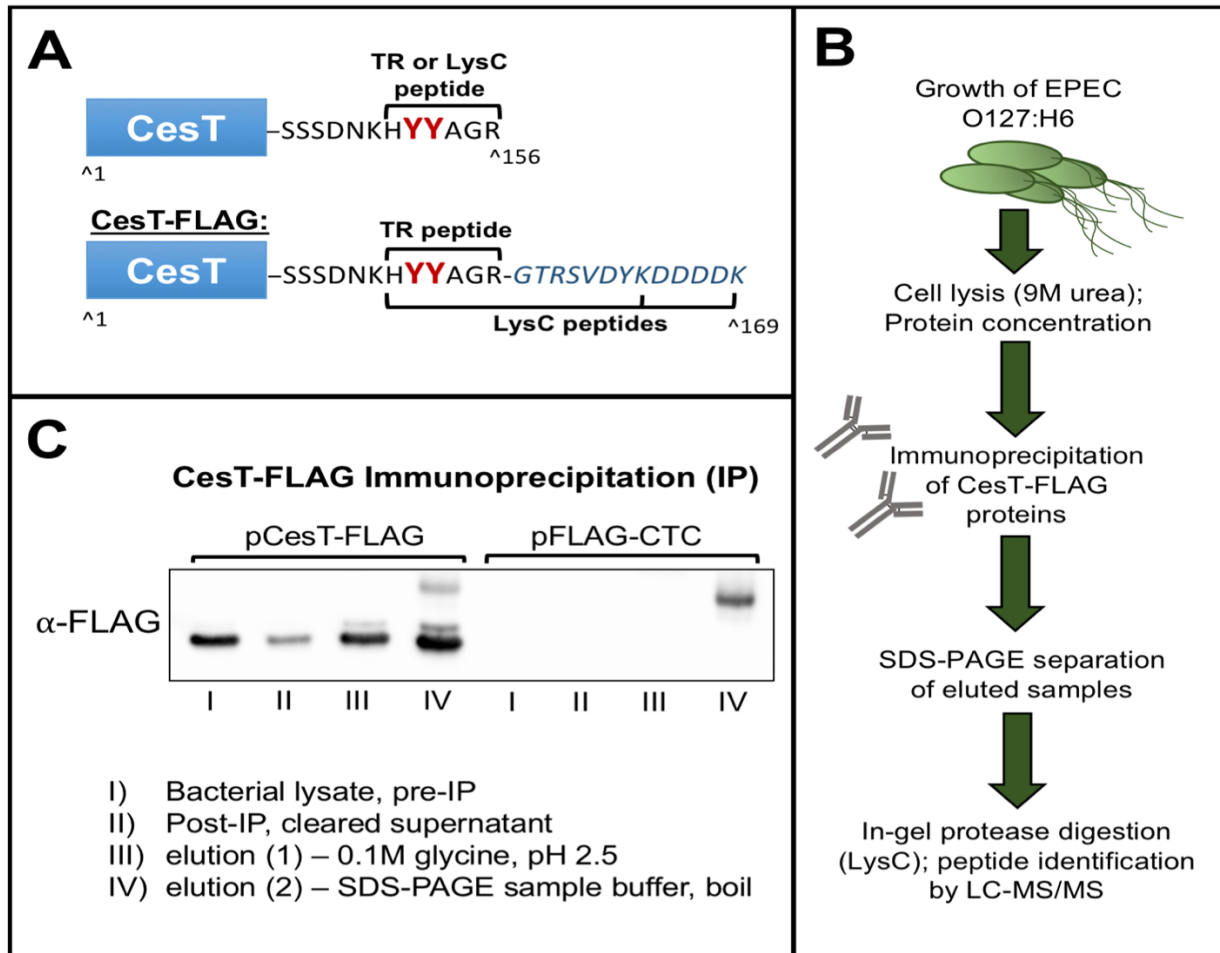 A
TR or LysC
peptide
CesT
–SSSDNKHYYAGR
^1
^156
CesT-FLAG:
TR peptide
CesT
–SSSDNKHYYAGR-GTRSVDYKDDDDK
^1
LysC peptides
^169
B
Growth of EPEC
O127:H6
Cell lysis (9M urea);
Protein concentration
Immunoprecipitation
of CesT-FLAG
proteins
SDS-PAGE separation
of eluted samples
In-gel protease digestion
(LysC); peptide identification
by LC-MS/MS
C
CesT-FLAG Immunoprecipitation (IP)
pCesT-FLAG pFLAG-CTC
α-FLAG
I II III IV I II III IV
I) Bacterial lysate, pre-IP
II) Post-IP, cleared supernatant
III) elution (1) – 0.1M glycine, pH 2.5
IV) elution (2) – SDS-PAGE sample buffer, boil